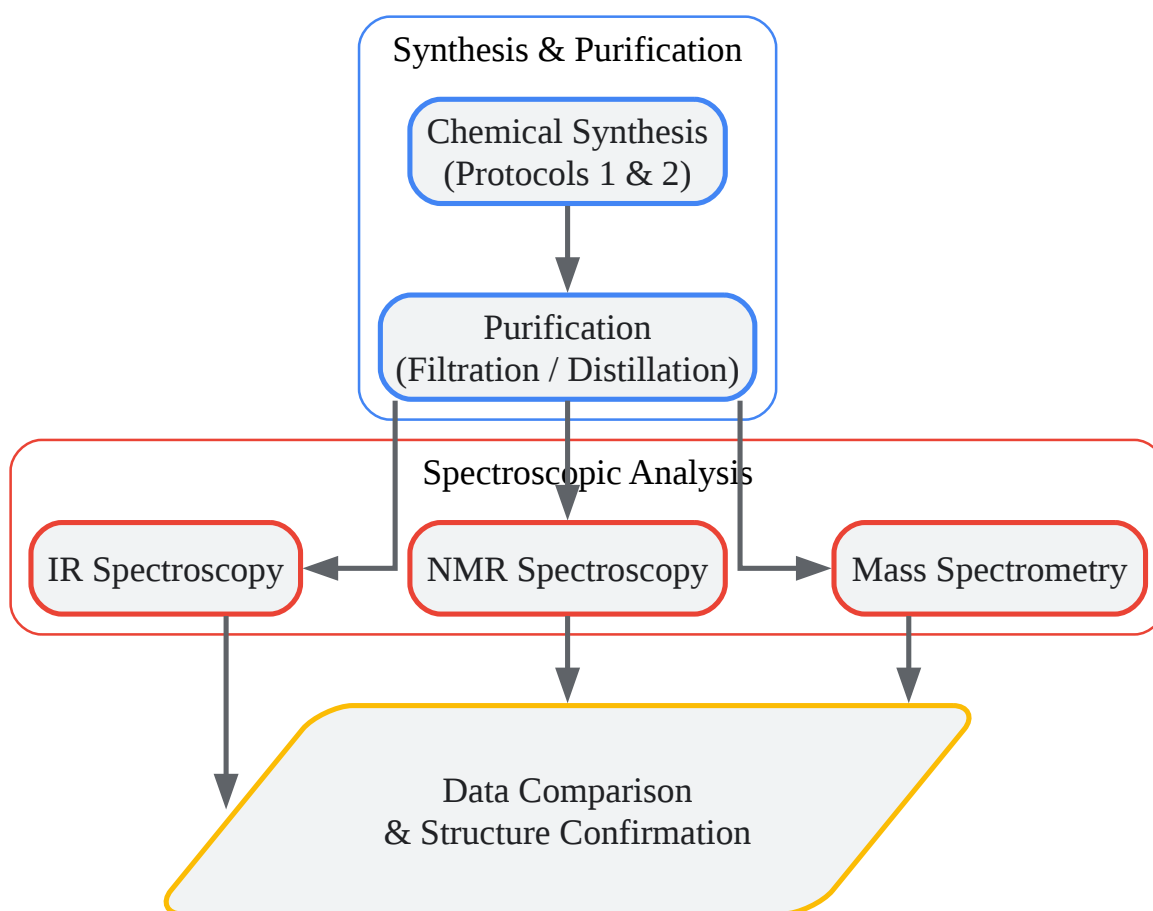 Synthesis & Purification
Chemical Synthesis
(Protocols 1 & 2)
Purification
(Filtration / Distillation)
Spectroscopic Analysis
IR Spectroscopy
NMR Spectroscopy
Mass Spectrometry
Data Comparison
& Structure Confirmation